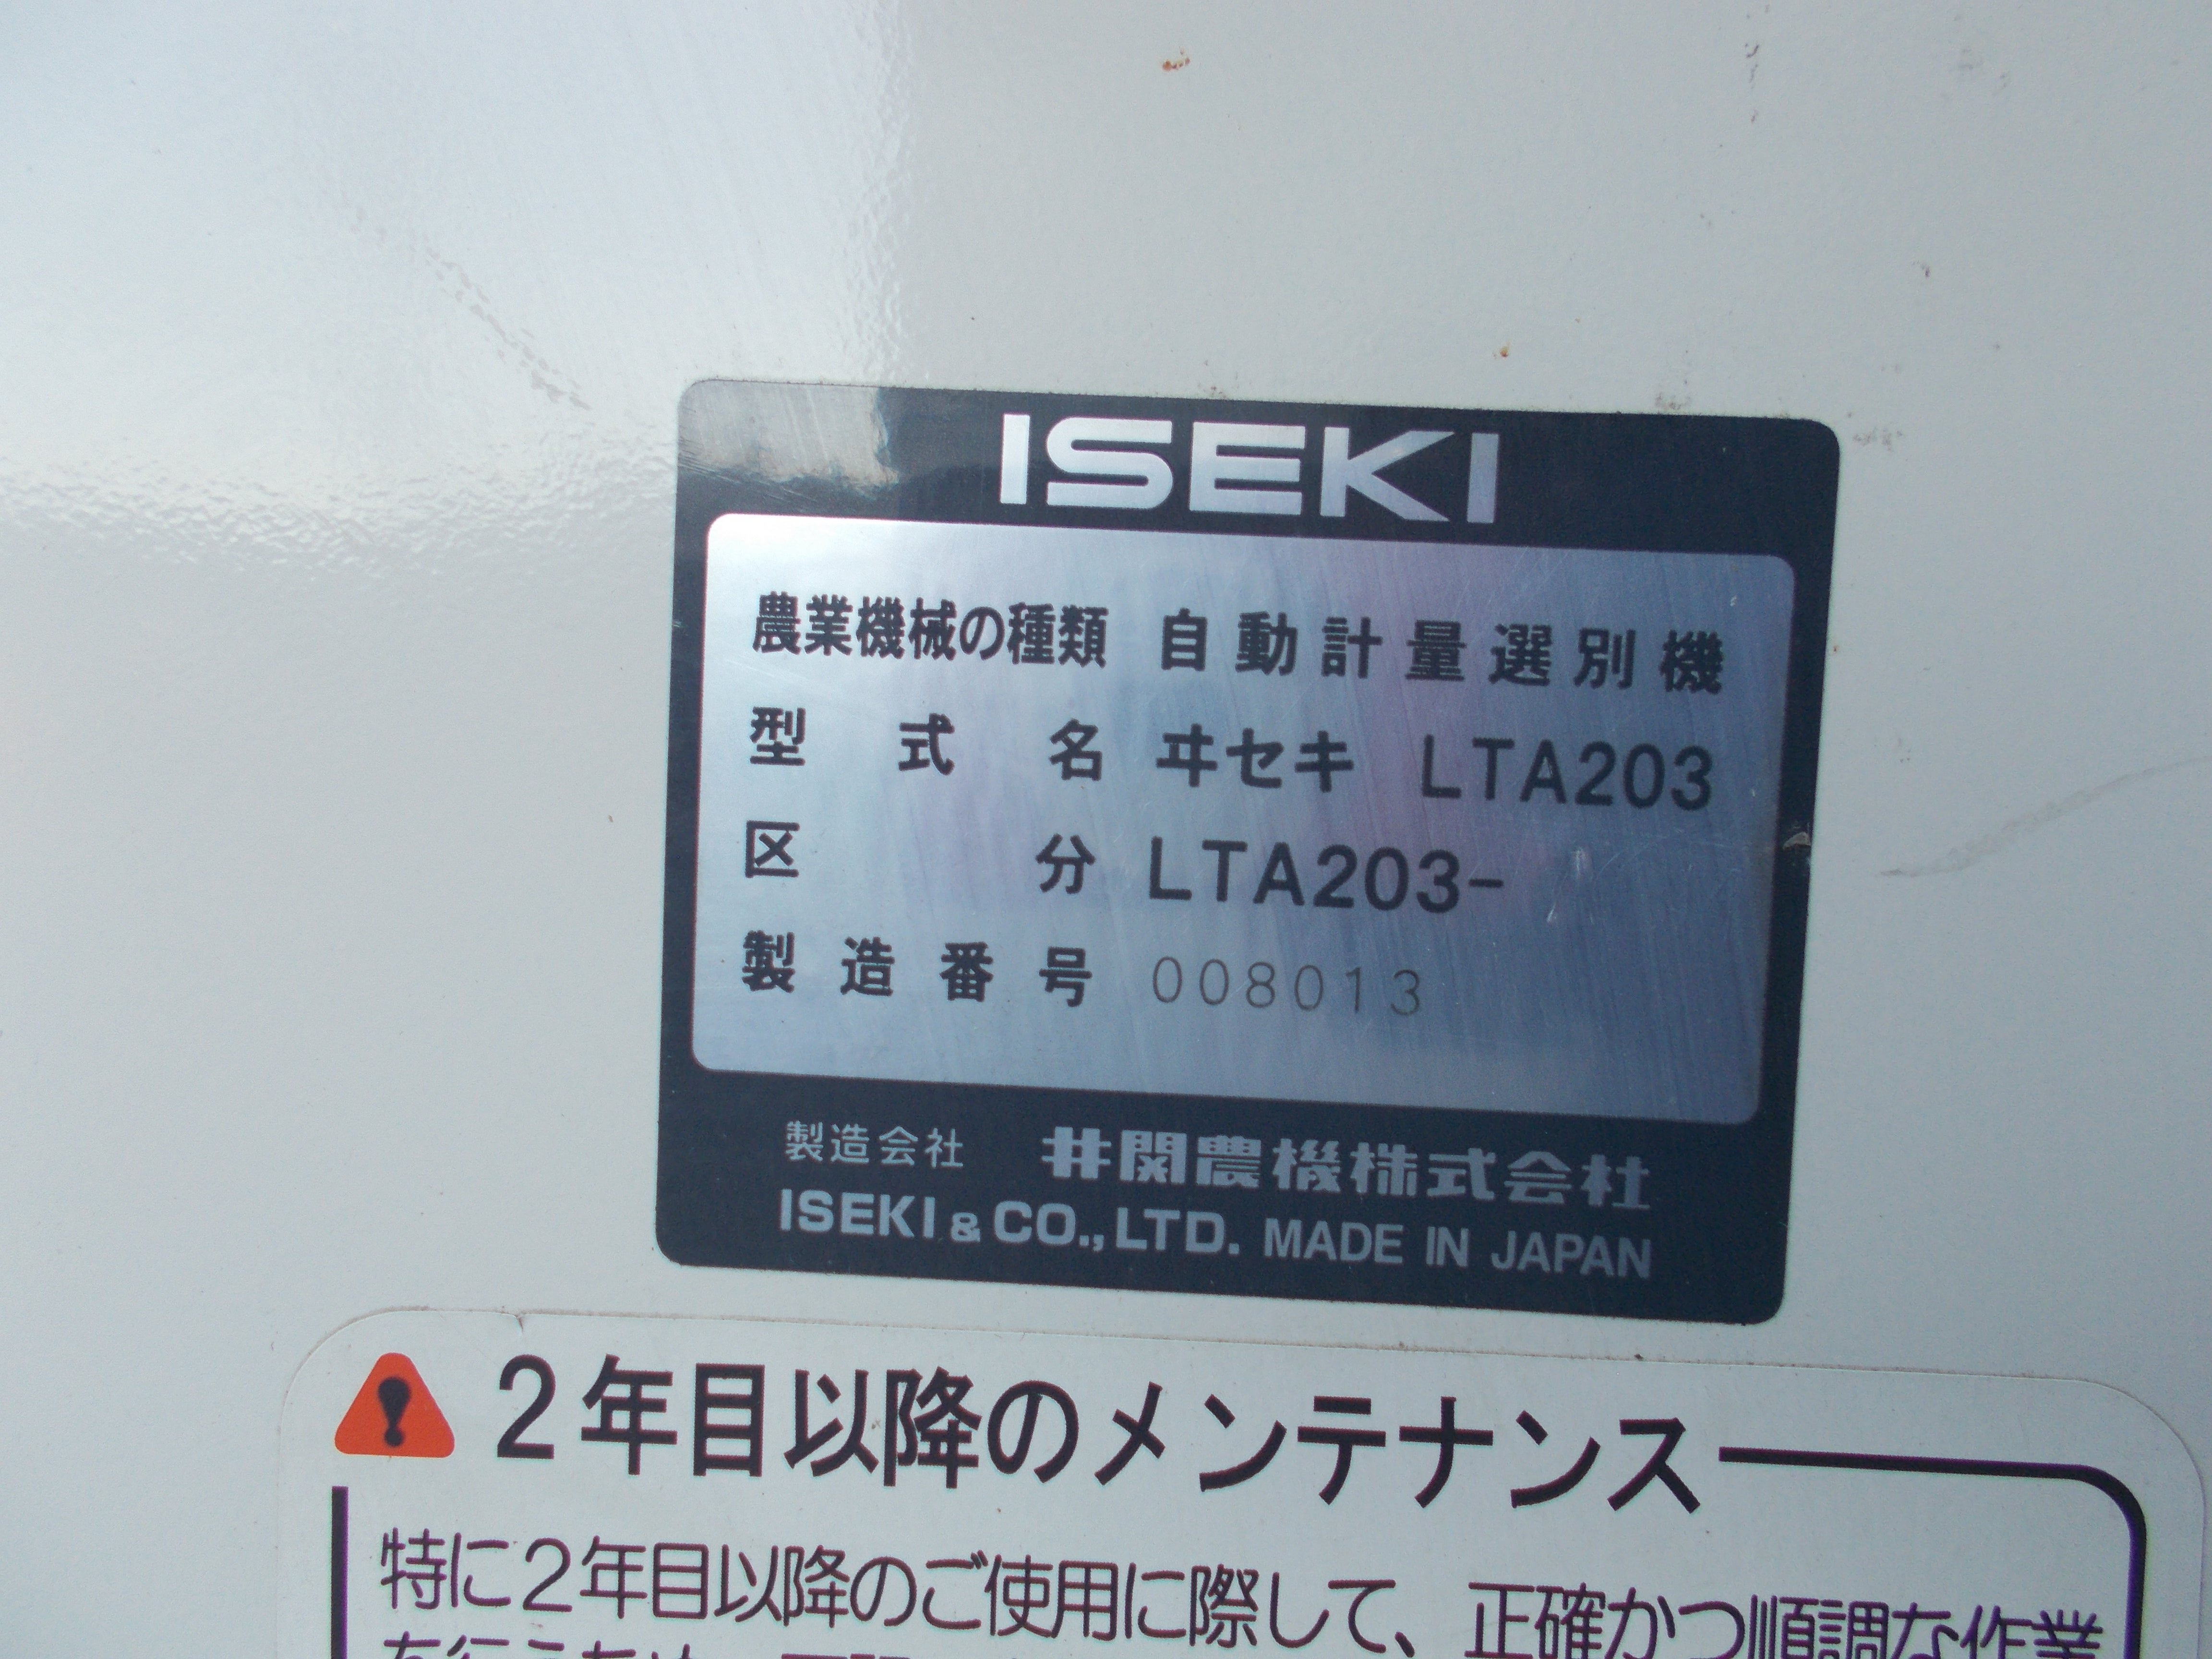 ISEKI
農業機械の種類 自動計量選別機
型式名 ヰセキ LTA203
区分 LTA203-
製造番号 008013
製造会社 井関農機株式会社
ISEKI & CO., LTD. MADE IN JAPAN
2年目以降のメンテナンス
特に2年目以降のご使用に際して、正確かつ順調な作業